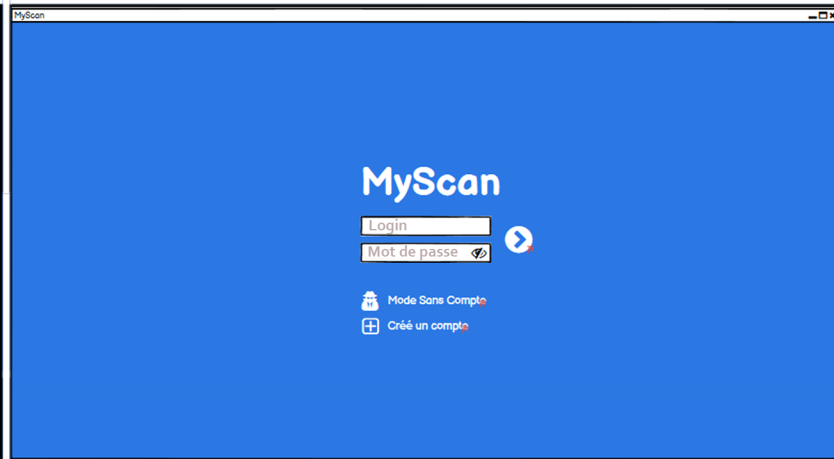 MyScan
MyScan
Login
Mot de passe
Mode Sans Compte
Créé un compte